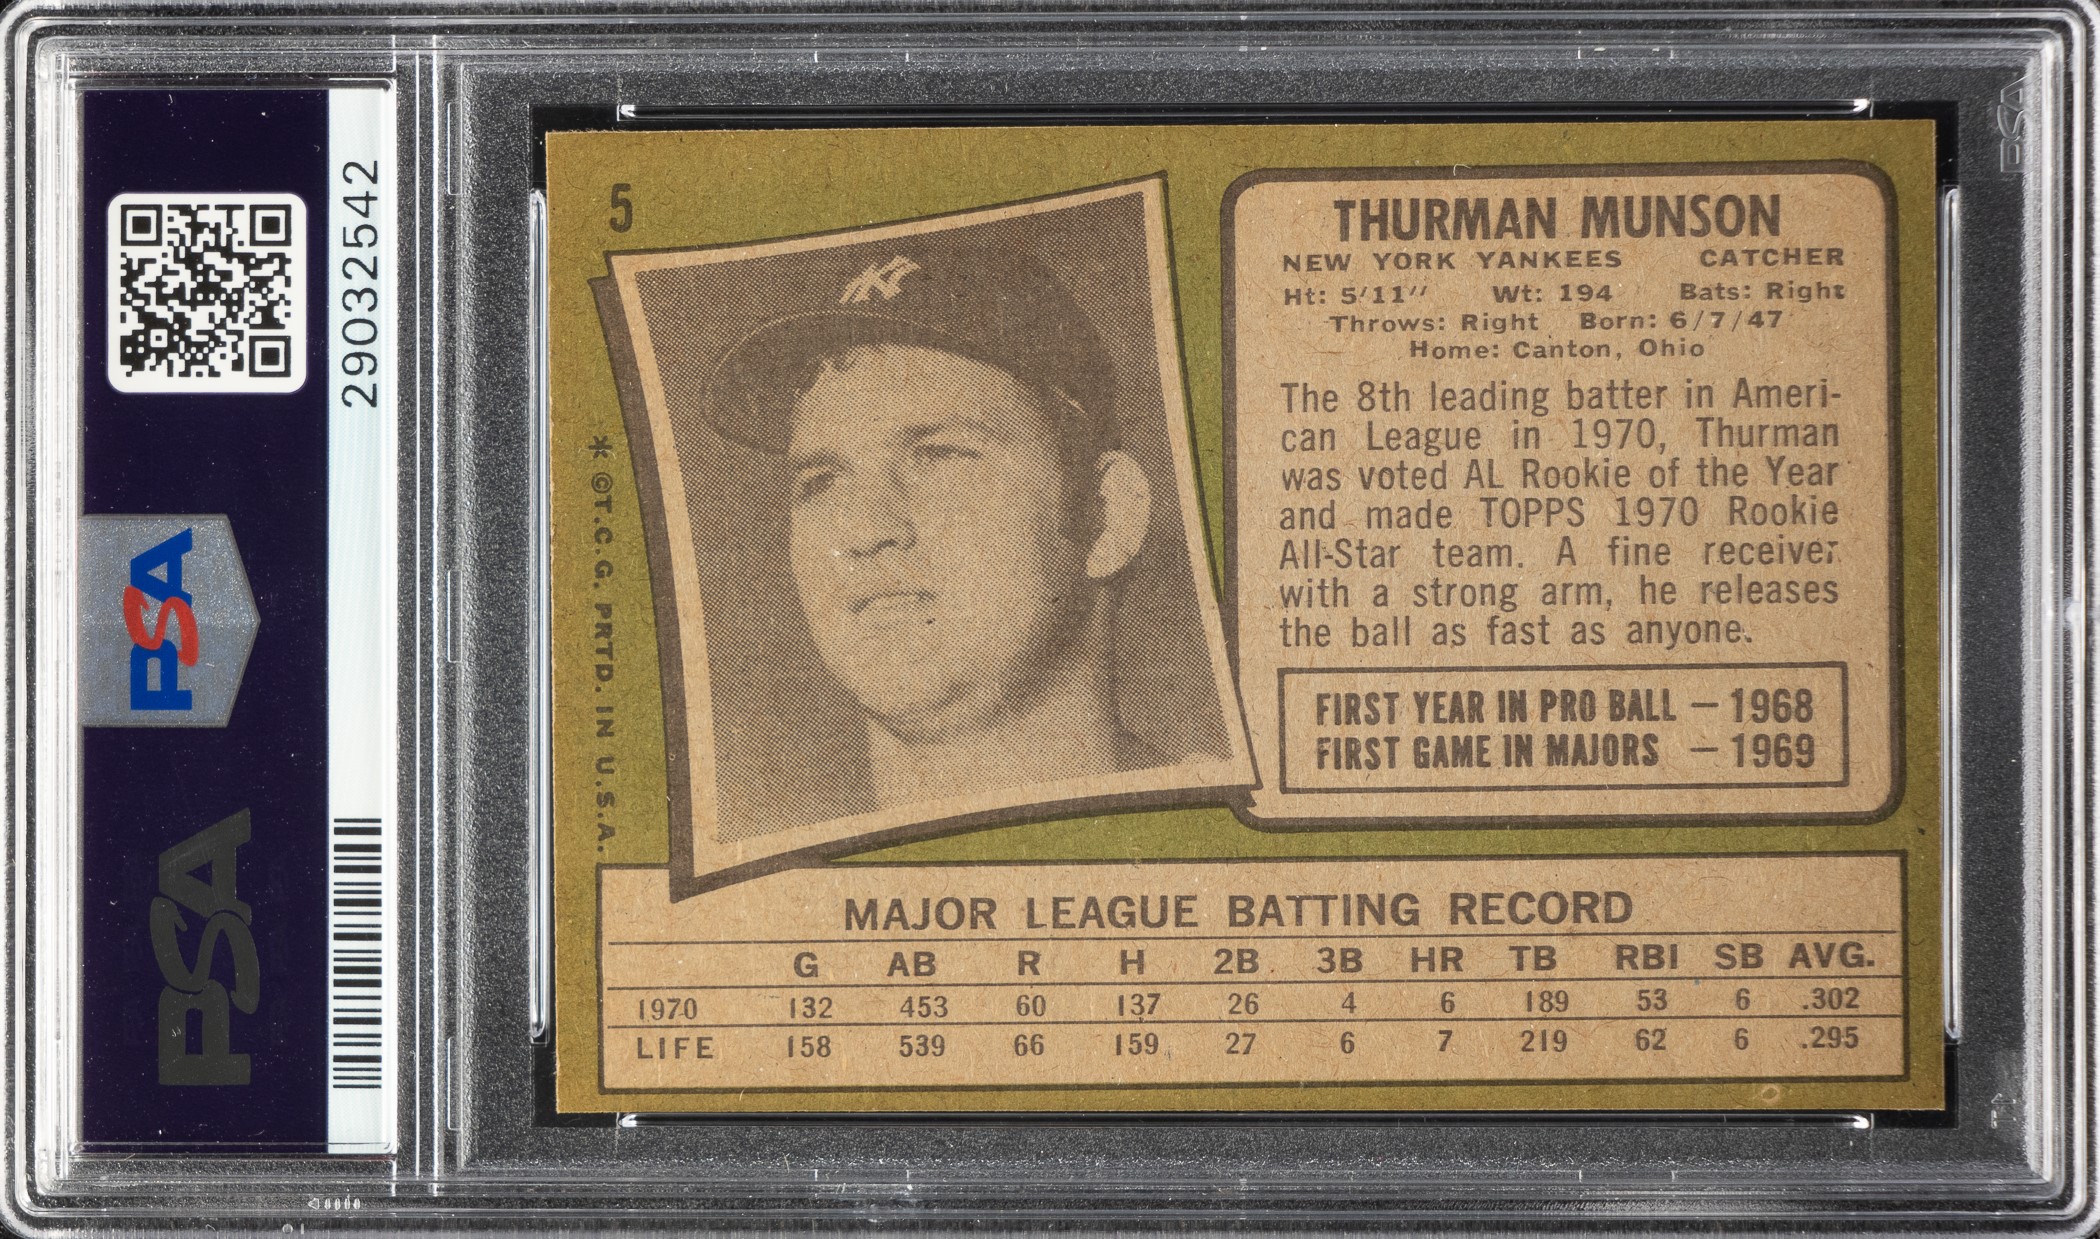 29032542
PSA
PSA
PSA
5
* ©T.C.G. PRTD. IN U.S.A.
NY
THURMAN MUNSON
NEW YORK YANKEES CATCHER
Ht: 5'11" Wt: 194 Bats: Right
Throws: Right Born: 6/7/47
Home: Canton, Ohio
The 8th leading batter in Ameri-
can League in 1970, Thurman
was voted AL Rookie of the Year
and made TOPPS 1970 Rookie
All-Star team. A fine receiver
with a strong arm, he releases
the ball as fast as anyone.
FIRST YEAR IN PRO BALL — 1968
FIRST GAME IN MAJORS — 1969
MAJOR LEAGUE BATTING RECORD
G AB R H 2B 3B HR TB RBI SB AVG.
1970 132 453 60 137 26 4 6 189 53 6 .302
LIFE 158 539 66 159 27 6 7 219 62 6 .295